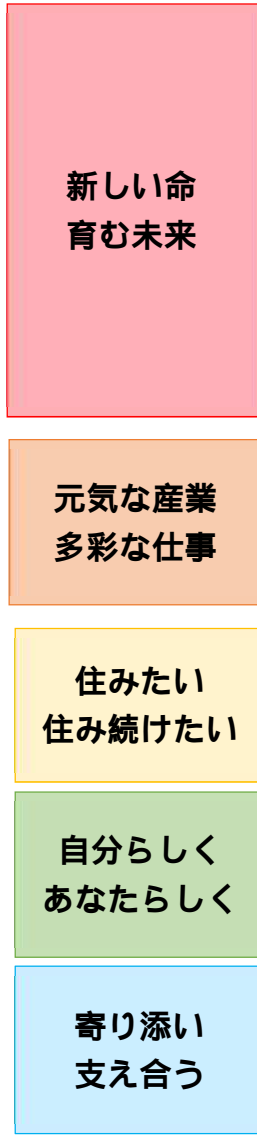 新しい命
育む未来
元気な産業
多彩な仕事
住みたい
住み続けたい
自分らしく
あなたらしく
寄り添い
支え合う